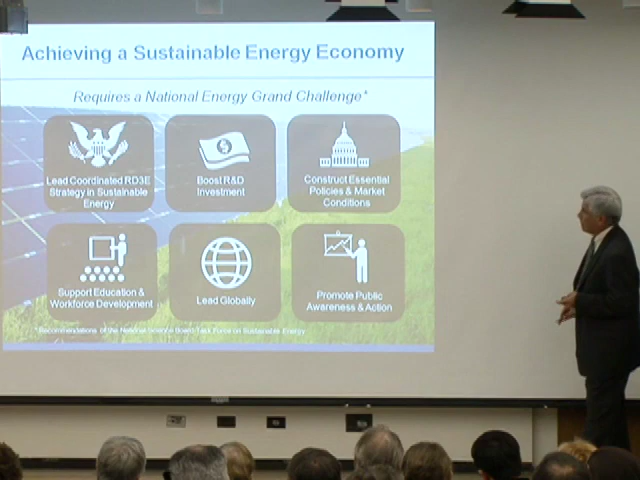 Achieving a Sustainable Energy Economy
Requires a National Energy Grand Challenge*
Lead Coordinated RD3E
Strategy in Sustainable
Energy
Boost R&D
Investment
Construct Essential
Policies & Market
Conditions
Support Education &
Workforce Development
Lead Globally
Promote Public
Awareness & Action
*Recommendations of the National Science Board Task Force on Sustainable Energy